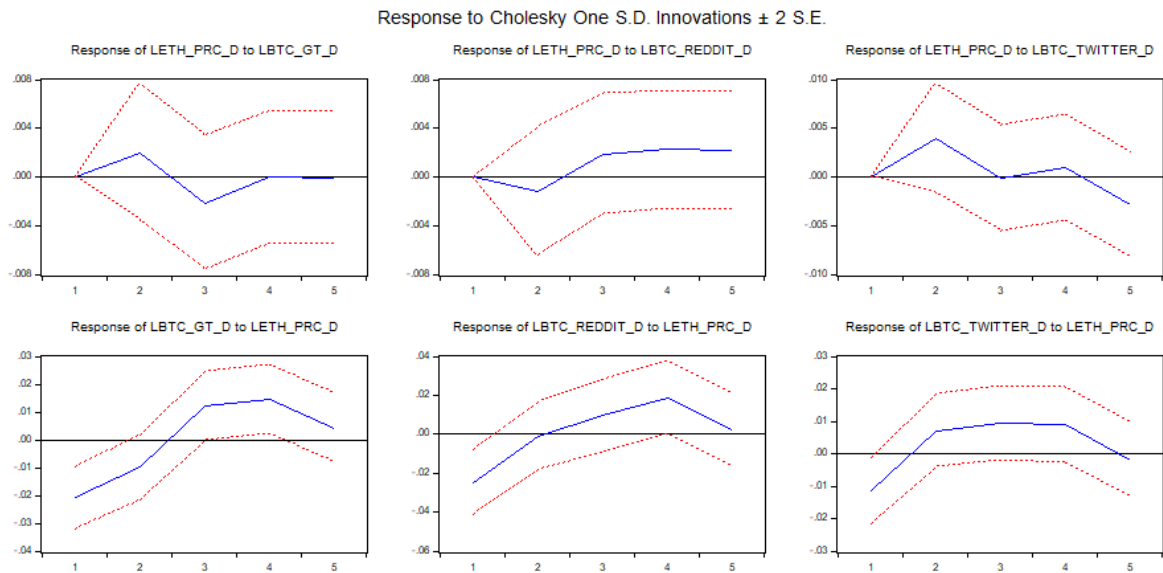 Response to Cholesky One S.D. Innovations ± 2 S.E.
Response of LETH_PRC_D to LBTC_GT_D
.008
.004
.000
-.004
-.008
1 2 3 4 5
Response of LETH_PRC_D to LBTC_REDDIT_D
.008
.004
.000
-.004
-.008
1 2 3 4 5
Response of LETH_PRC_D to LBTC_TWITTER_D
.010
.005
.000
-.005
-.010
1 2 3 4 5
Response of LBTC_GT_D to LETH_PRC_D
.03
.02
.01
.00
-.01
-.02
-.03
-.04
1 2 3 4 5
Response of LBTC_REDDIT_D to LETH_PRC_D
.04
.02
.00
-.02
-.04
-.06
1 2 3 4 5
Response of LBTC_TWITTER_D to LETH_PRC_D
.03
.02
.01
.00
-.01
-.02
-.03
1 2 3 4 5